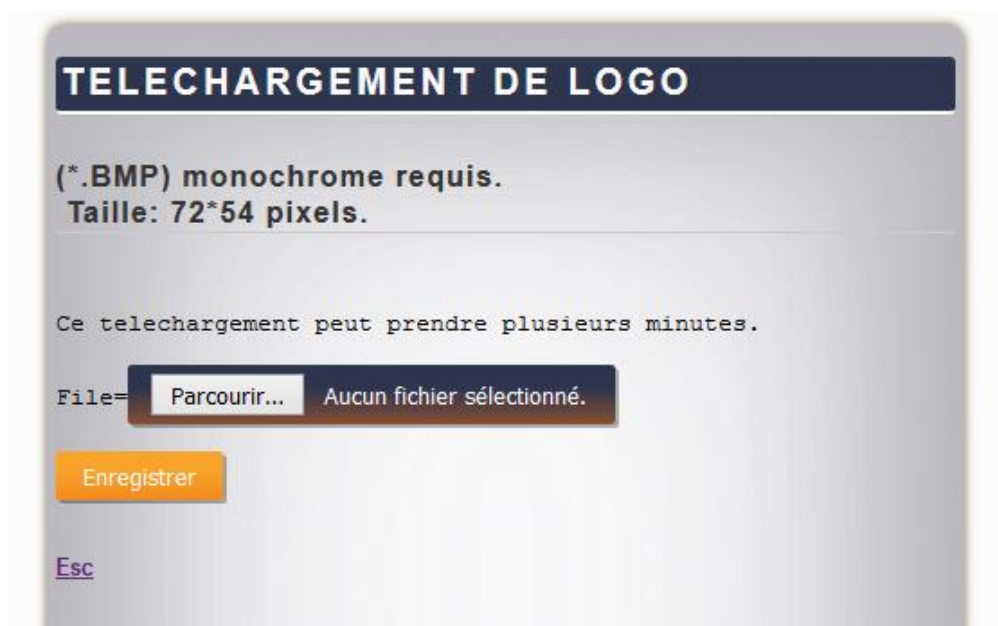 TELECHARGEMENT DE LOGO
(*.BMP) monochrome requis.
Taille: 72*54 pixels.
Ce telechargement peut prendre plusieurs minutes.
File= Parcourir... Aucun fichier sélectionné.
Enregistrer
Esc